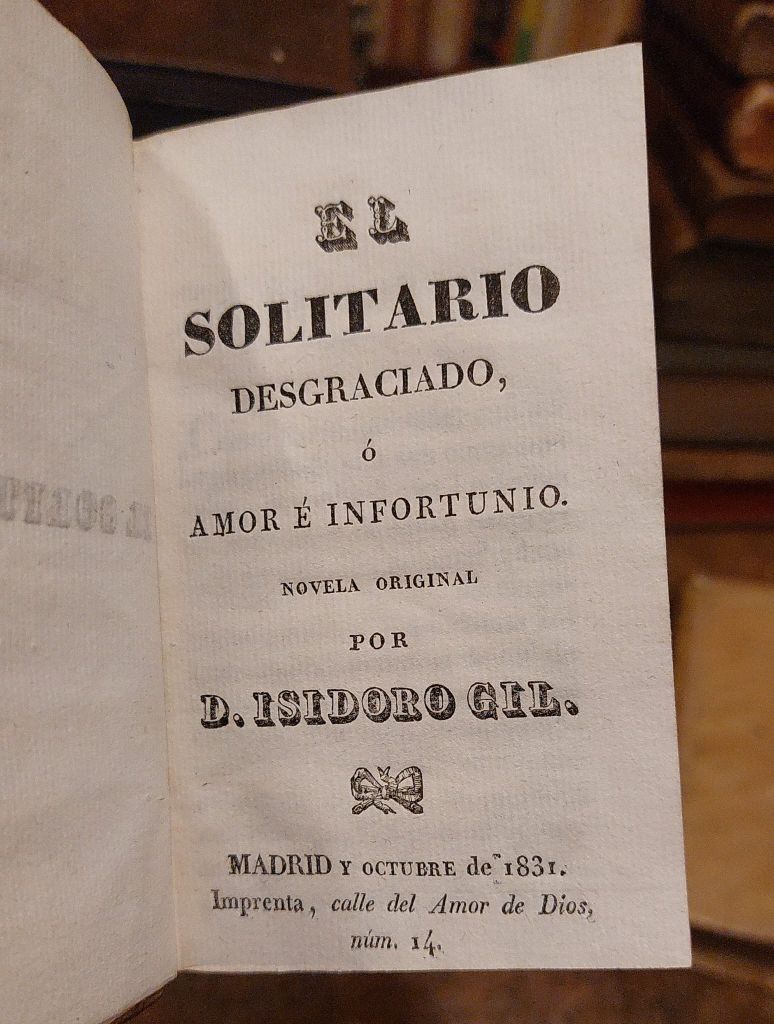 EL
SOLITARIO
DESGRACIADO,
ó
AMOR É INFORTUNIO.
NOVELA ORIGINAL
POR
D. ISIDORO GIL.
MADRID Y OCTUBRE de 1831.
Imprenta, calle del Amor de Dios,
núm. 14.